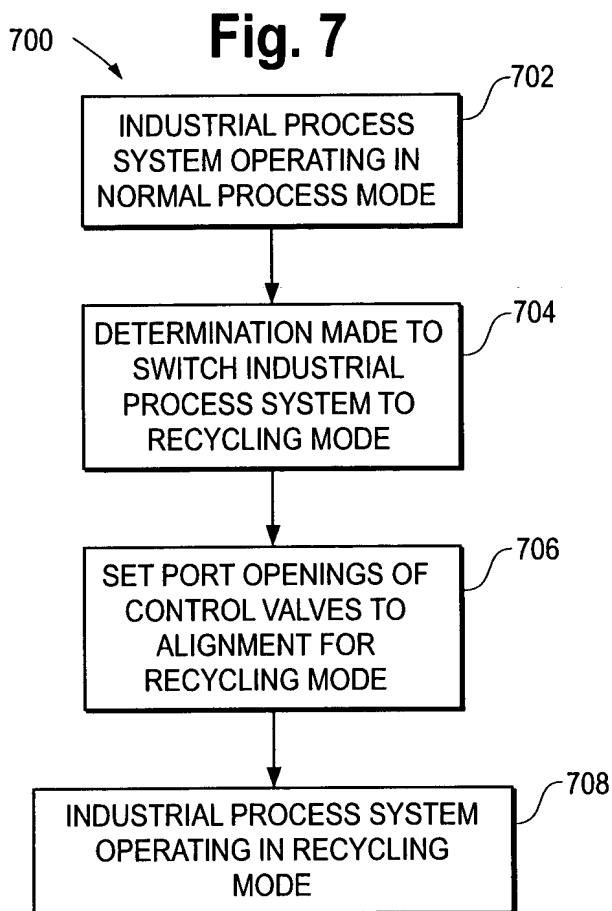 Fig. 7
700
702
INDUSTRIAL PROCESS
SYSTEM OPERATING IN
NORMAL PROCESS MODE
704
DETERMINATION MADE TO
SWITCH INDUSTRIAL
PROCESS SYSTEM TO
RECYCLING MODE
706
SET PORT OPENINGS OF
CONTROL VALVES TO
ALIGNMENT FOR
RECYCLING MODE
708
INDUSTRIAL PROCESS SYSTEM
OPERATING IN RECYCLING
MODE